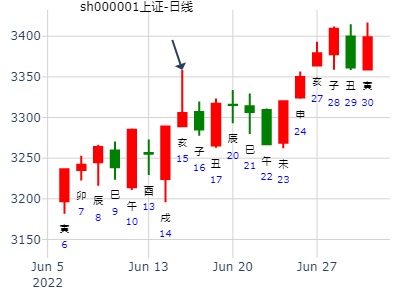 sh000001上证-日线
3400
3350
3300
3250
3200
3150
寅
6
卯
7
辰
8
巳
9
午
10
酉
13
戌
14
亥
15
子
16
丑
17
辰
20
巳
21
午
22
未
23
申
24
亥
27
子
28
丑
29
寅
30
Jun 5
2022
Jun 13
Jun 20
Jun 27